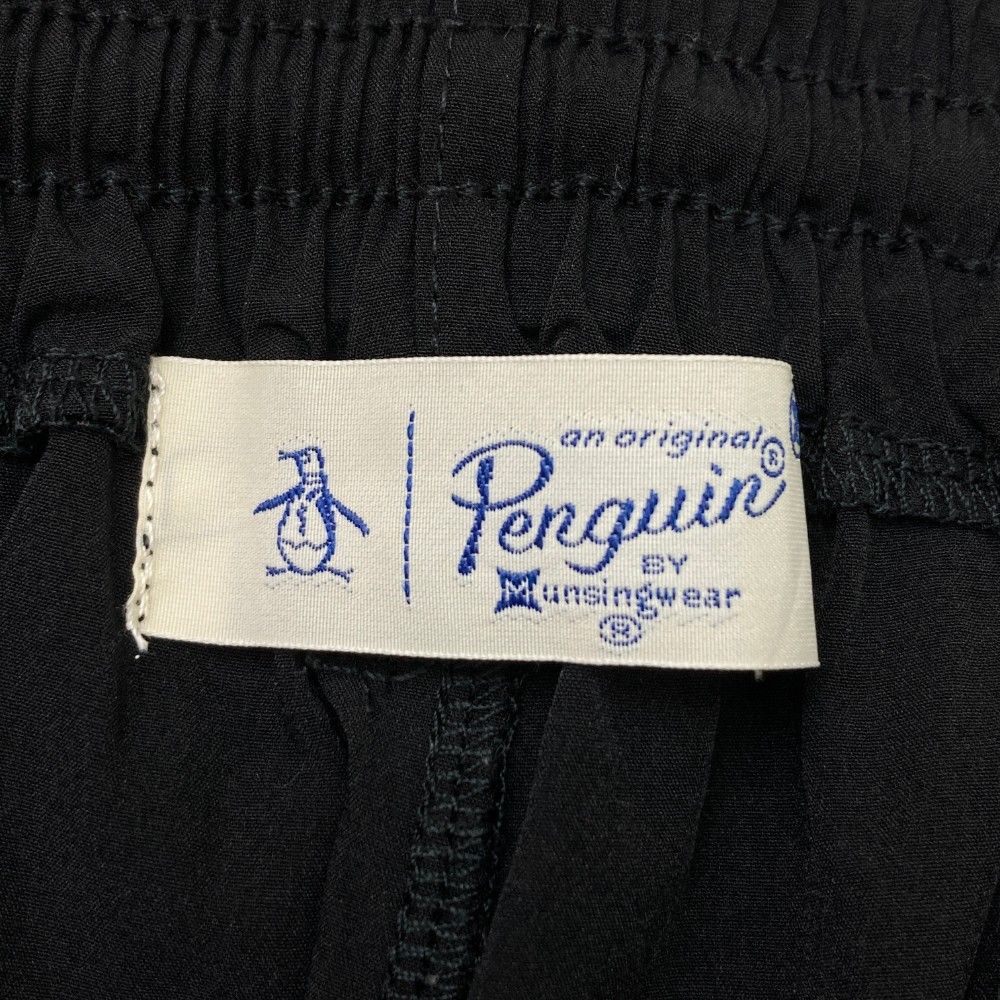 an original
Penguin®
BY
Munsingwear
®